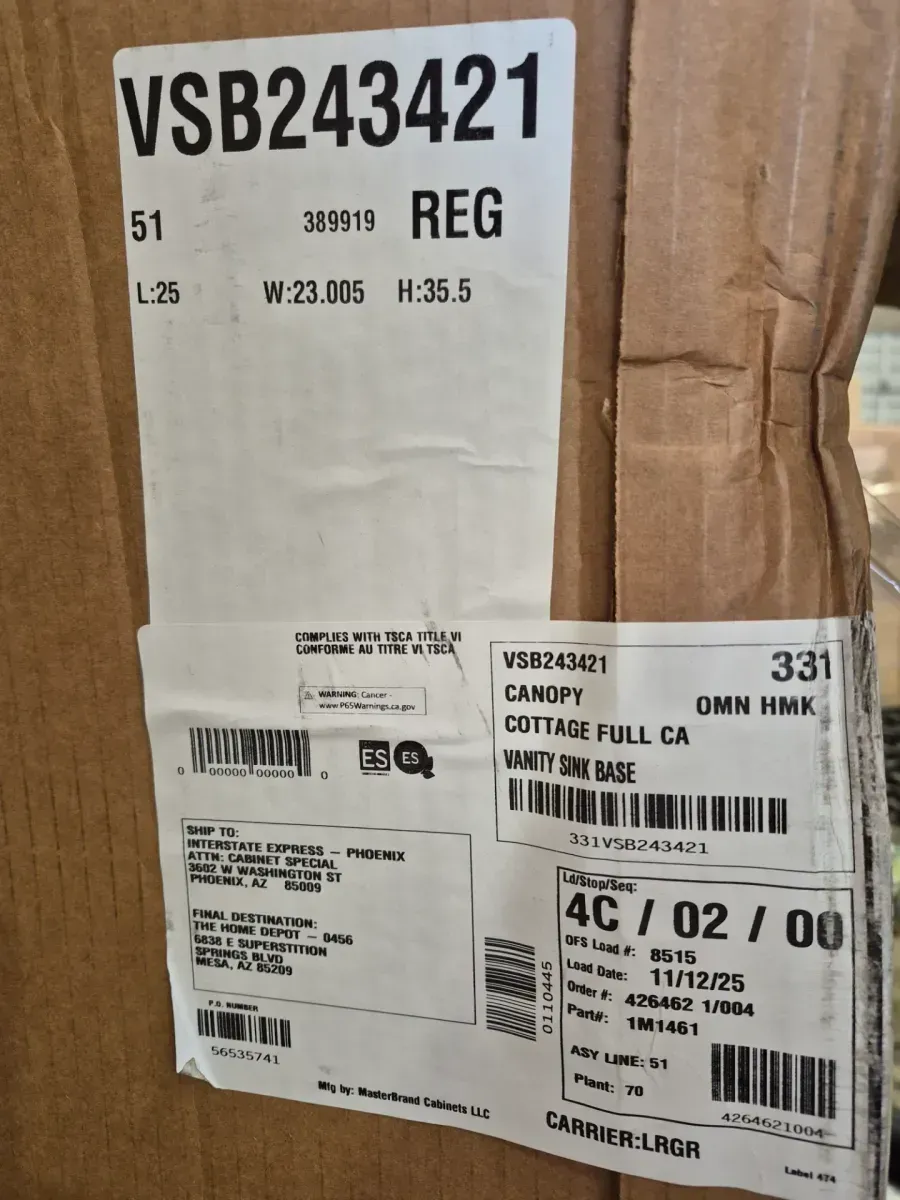 VSB243421
51 389919 REG
L:25 W:23.005 H:35.5
COMPLIES WITH TSCA TITLE VI
CONFORME AU TITRE VI TSCA
WARNING: Cancer -
www.P65Warnings.ca.gov
0 00000 00000 0
ES ES
VSB243421 331
CANOPY OMN HMK
COTTAGE FULL CA
VANITY SINK BASE
331VSB243421
SHIP TO:
INTERSTATE EXPRESS – PHOENIX
ATTN: CABINET SPECIAL
3602 W WASHINGTON ST
PHOENIX, AZ 85009
FINAL DESTINATION:
THE HOME DEPOT – 0456
6838 E SUPERSTITION
SPRINGS BLVD
MESA, AZ 85209
0110445
P.O. NUMBER
56535741
Ld/Stop/Seq:
4C / 02 / 00
OFS Load #: 8515
Load Date: 11/12/25
Order #: 426462 1/004
Part#: 1M1461
ASY LINE: 51
Plant: 70
4264621004
Mfg by: MasterBrand Cabinets LLC
CARRIER:LRGR
Label 474